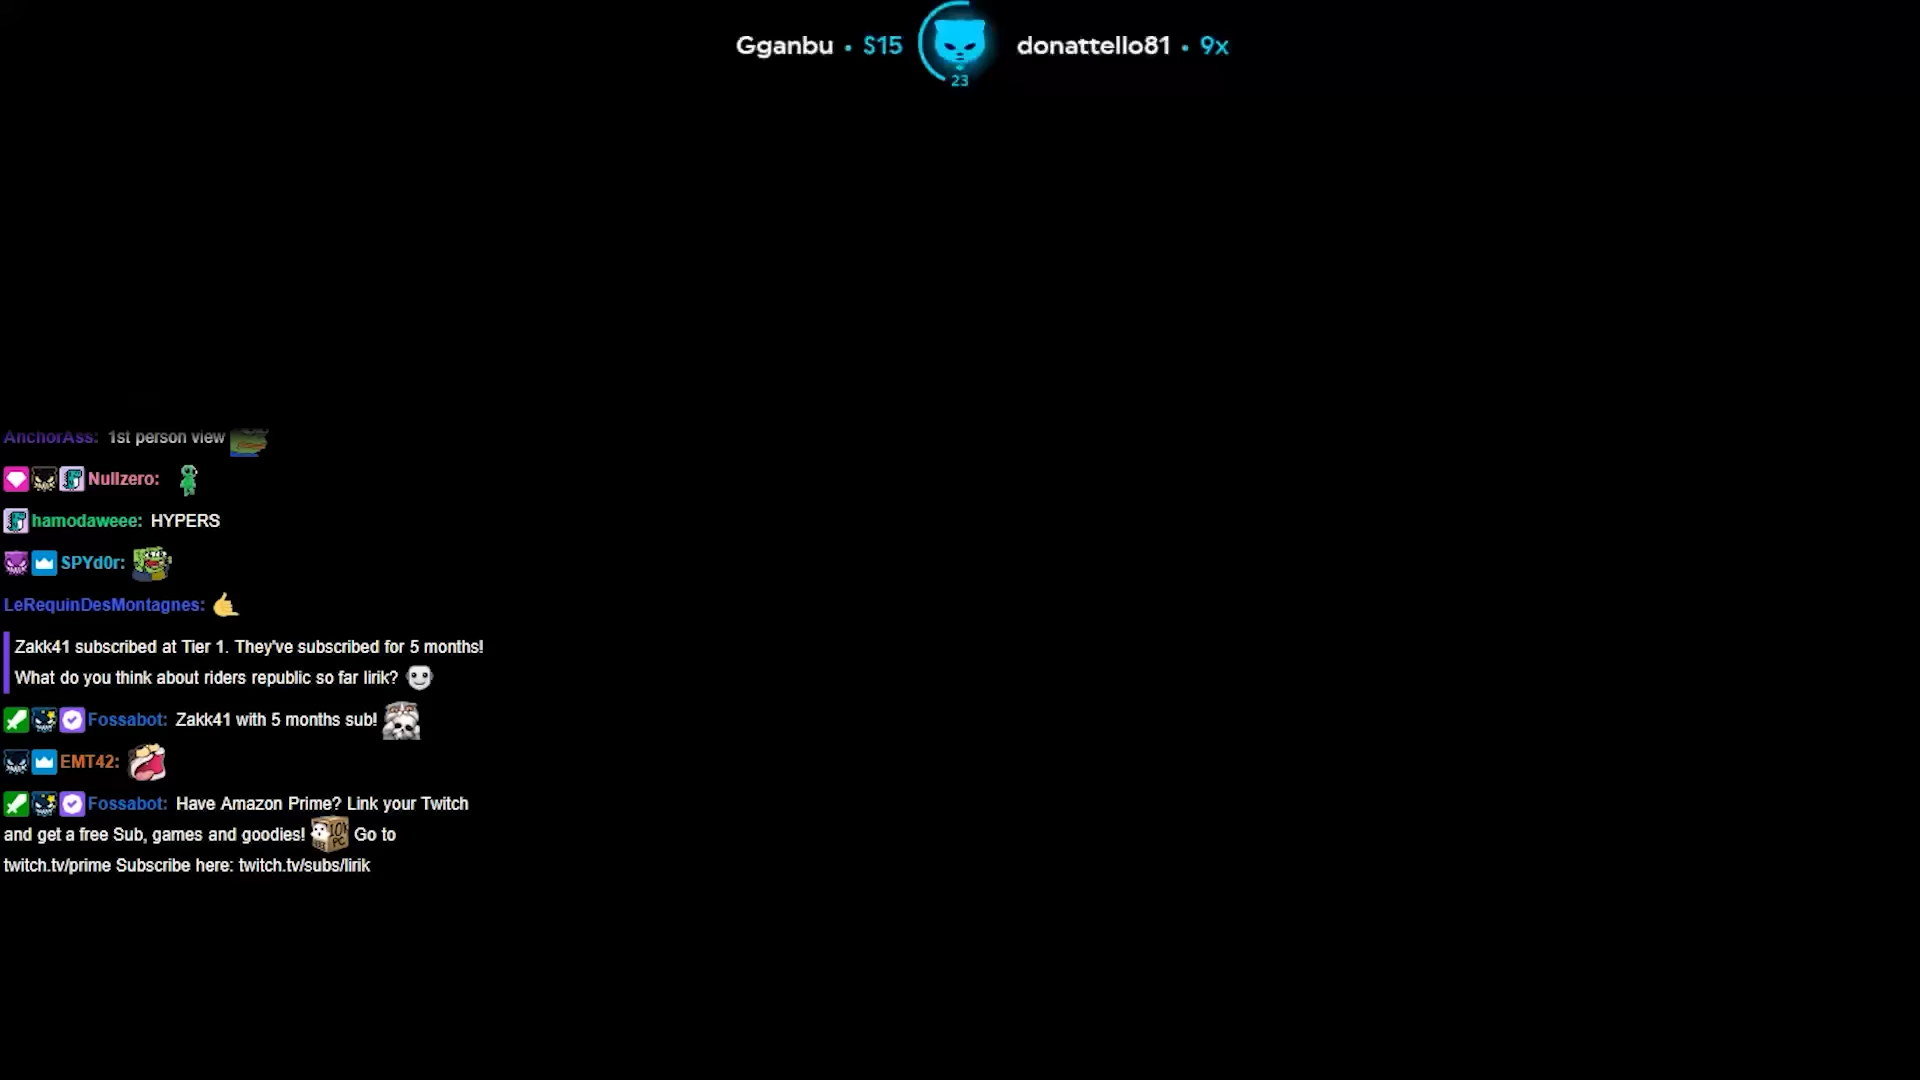 Gganbu • S15
donattello81 • 9x
23
AnchorAss: 1st person view
Nullzero:
hamodaweee: HYPERS
SPYd0r:
LeRequinDesMontagnes:
Zakk41 subscribed at Tier 1. They've subscribed for 5 months!
What do you think about riders republic so far lirik?
Fossabot: Zakk41 with 5 months sub!
EMT42:
Fossabot: Have Amazon Prime? Link your Twitch
and get a free Sub, games and goodies! 10K PC Go to
twitch.tv/prime Subscribe here: twitch.tv/subs/lirik